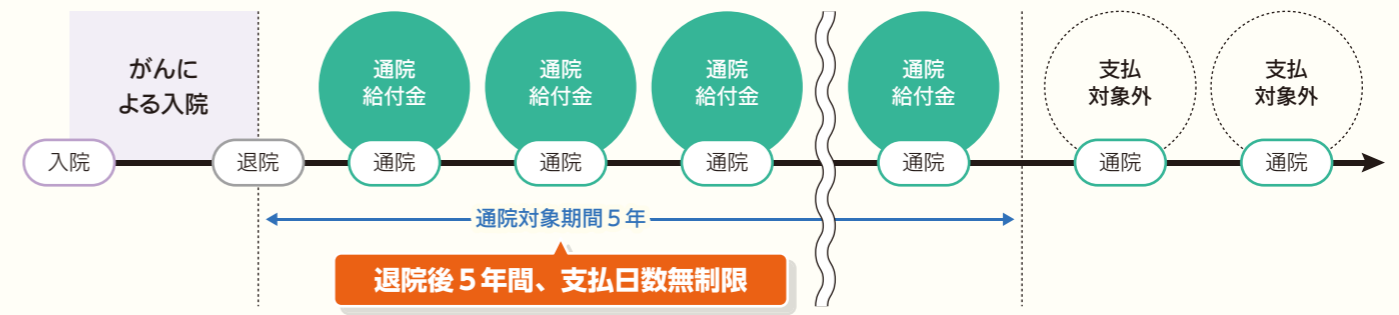 がんに
よる入院
通院
給付金
通院
給付金
通院
給付金
通院
給付金
支払
対象外
支払
対象外
入院
退院
通院
通院
通院
通院
通院
通院
通院対象期間5年
退院後5年間、支払日数無制限